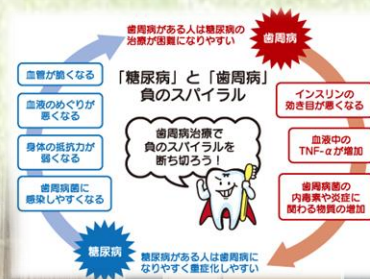 歯周病がある人は糖尿病の
治療が困難になりやすい
歯周病
血管が脆くなる
血液のめぐりが
悪くなる
身体の抵抗力が
弱くなる
歯周病菌に
感染しやすくなる
「糖尿病」と「歯周病」
負のスパイラル
歯周病治療で
負のスパイラルを
断ち切ろう！
インスリンの
効き目が悪くなる
血液中の
TNF-αが増加
歯周病菌の
内毒素や炎症に
関わる物質の増加
糖尿病
糖尿病がある人は歯周病に
なりやすく重症化しやすい